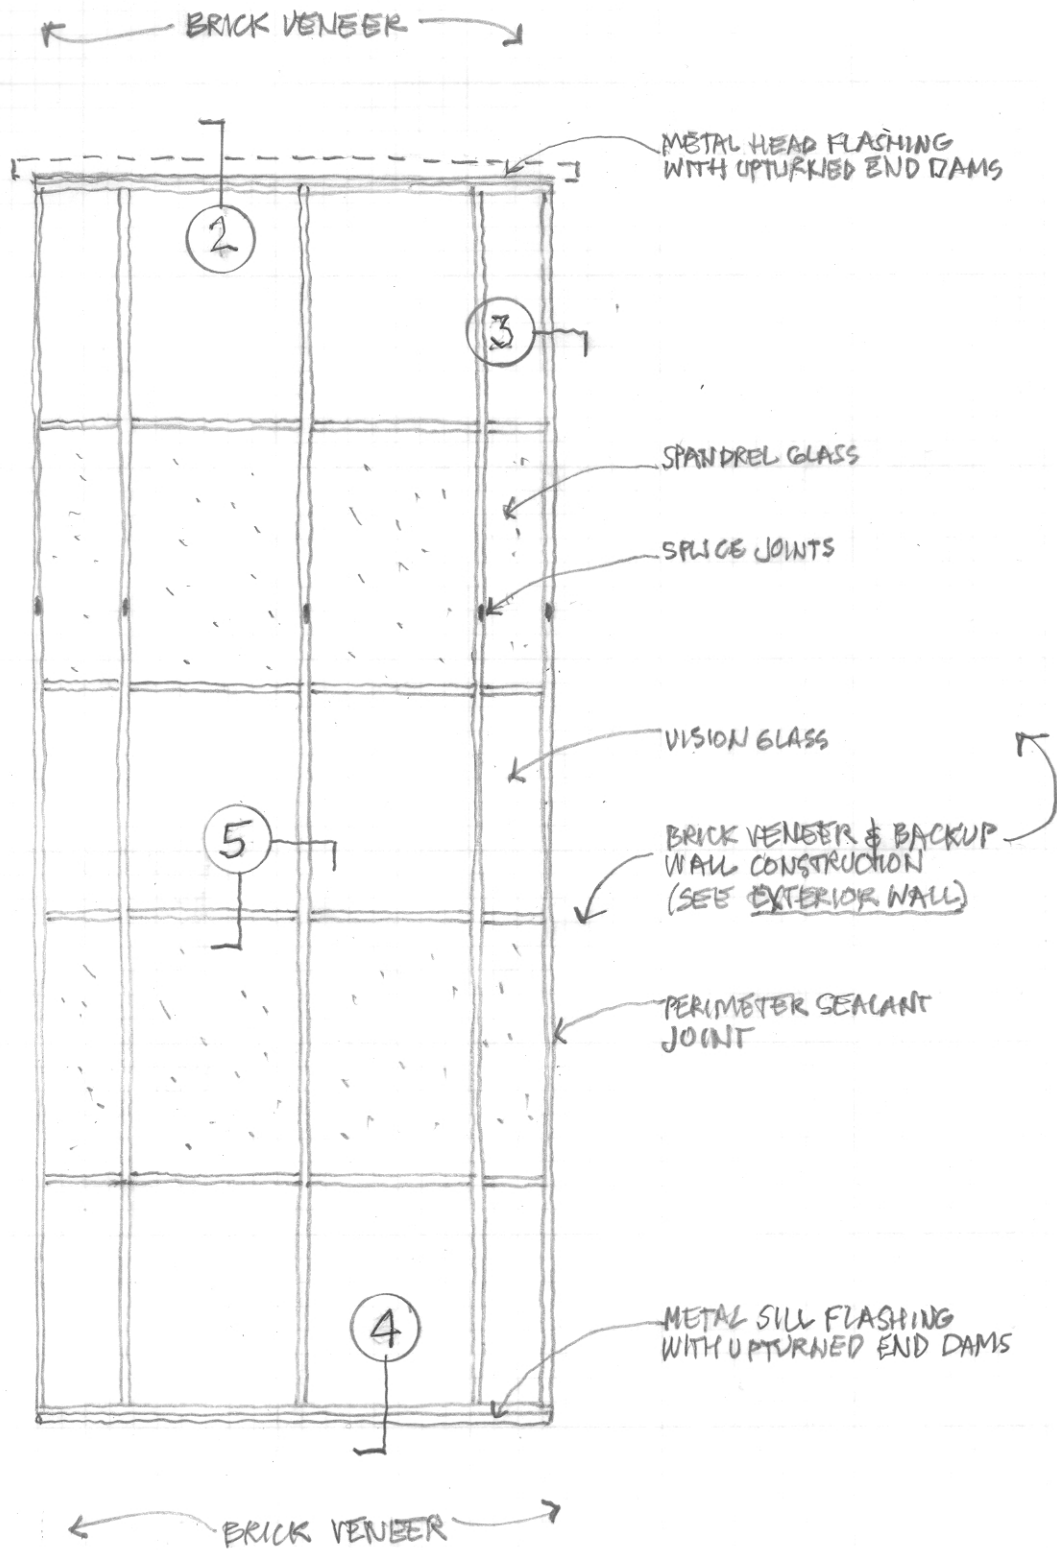 BRICK VENEER
METAL HEAD FLASHING
WITH UPTURNED END DAMS
2
3
SPANDREL GLASS
SPLICE JOINTS
VISION GLASS
5
BRICK VENEER & BACKUP
WALL CONSTRUCTION
(SEE EXTERIOR WALL)
PERIMETER SEALANT
JOINT
4
METAL SILL FLASHING
WITH UPTURNED END DAMS
BRICK VENEER